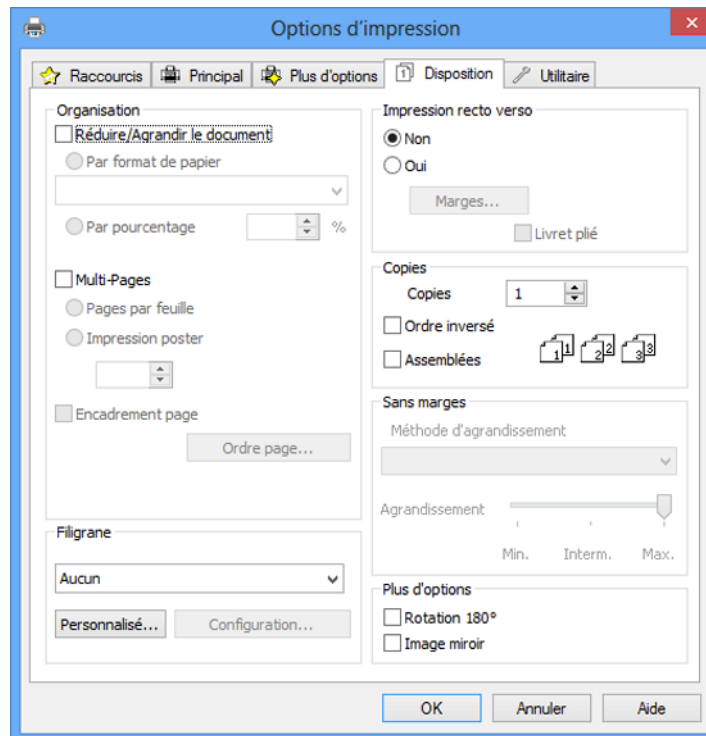 Options d'impression
Raccourcis Principal Plus d'options 1 Disposition Utilitaire
Organisation
Réduire/Agrandir le document
Par format de papier
Par pourcentage %
Multi-Pages
Pages par feuille
Impression poster
Encadrement page
Ordre page...
Filigrane
Aucun
Personnalisé... Configuration...
Impression recto verso
Non
Oui
Marges...
Livret plié
Copies
Copies 1
Ordre inversé
Assemblées
1 1 2 2 3 3
Sans marges
Méthode d'agrandissement
Agrandissement
Min. Interm. Max.
Plus d'options
Rotation 180°
Image miroir
OK Annuler Aide